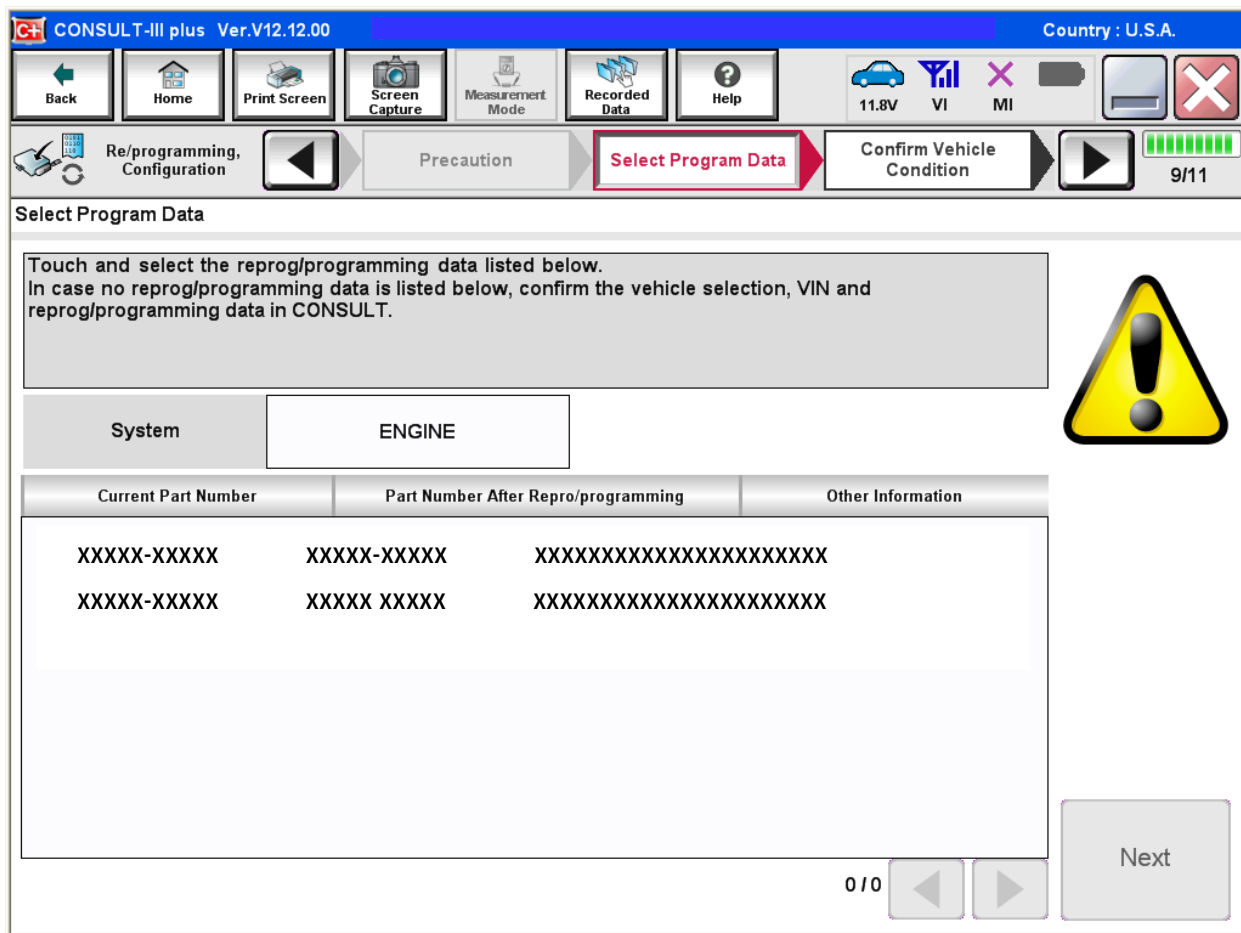 C+ CONSULT-III plus Ver.V12.12.00 Country : U.S.A.
Back
Home
Print Screen
Screen
Capture
Measurement
Mode
Recorded
Data
Help
11.8V VI MI
Re/programming,
Configuration
Precaution
Select Program Data
Confirm Vehicle
Condition
9/11
Select Program Data
Touch and select the reprog/programming data listed below.
In case no reprog/programming data is listed below, confirm the vehicle selection, VIN and
reprog/programming data in CONSULT.
System ENGINE
Current Part Number Part Number After Repro/programming Other Information
XXXXX-XXXXX XXXXX-XXXXX XXXXXXXXXXXXXXXXXXXXXX
XXXXX-XXXXX XXXXX XXXXX XXXXXXXXXXXXXXXXXXXXXX
Next
0/0